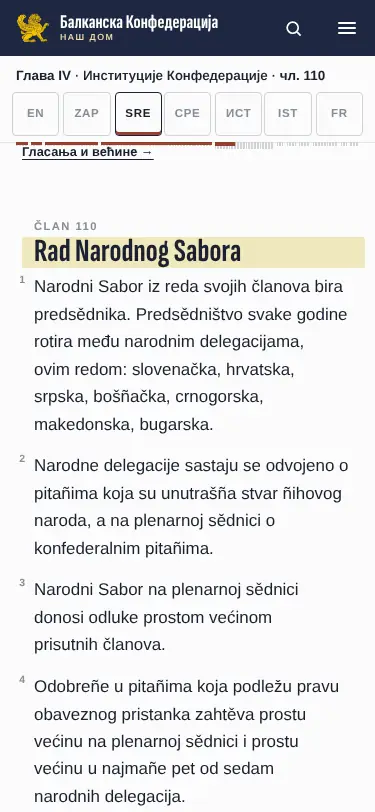 Балканска Конфедерација
НАШ ДОМ
Глава IV · Институције Конфедерације · чл. 110
EN ZAP SRE СРЕ ИСТ IST FR
Гласања и већине →
ČLAN 110
Rad Narodnog Sabora
1 Narodni Sabor iz reda svojih članova bira
predsědnika. Predsědništvo svake godine
rotira među narodnim delegacijama,
ovim redom: slovenačka, hrvatska,
srpska, bošñačka, crnogorska,
makedonska, bugarska.
2 Narodne delegacije sastaju se odvojeno o
pitañima koja su unutrašña stvar ñihovog
naroda, a na plenarnoj sědnici o
konfederalnim pitañima.
3 Narodni Sabor na plenarnoj sědnici
donosi odluke prostom većinom
prisutnih članova.
4 Odobreñe u pitañima koja podležu pravu
obaveznog pristanka zahtěva prostu
većinu na plenarnoj sědnici i prostu
većinu u najmañe pet od sedam
narodnih delegacija.